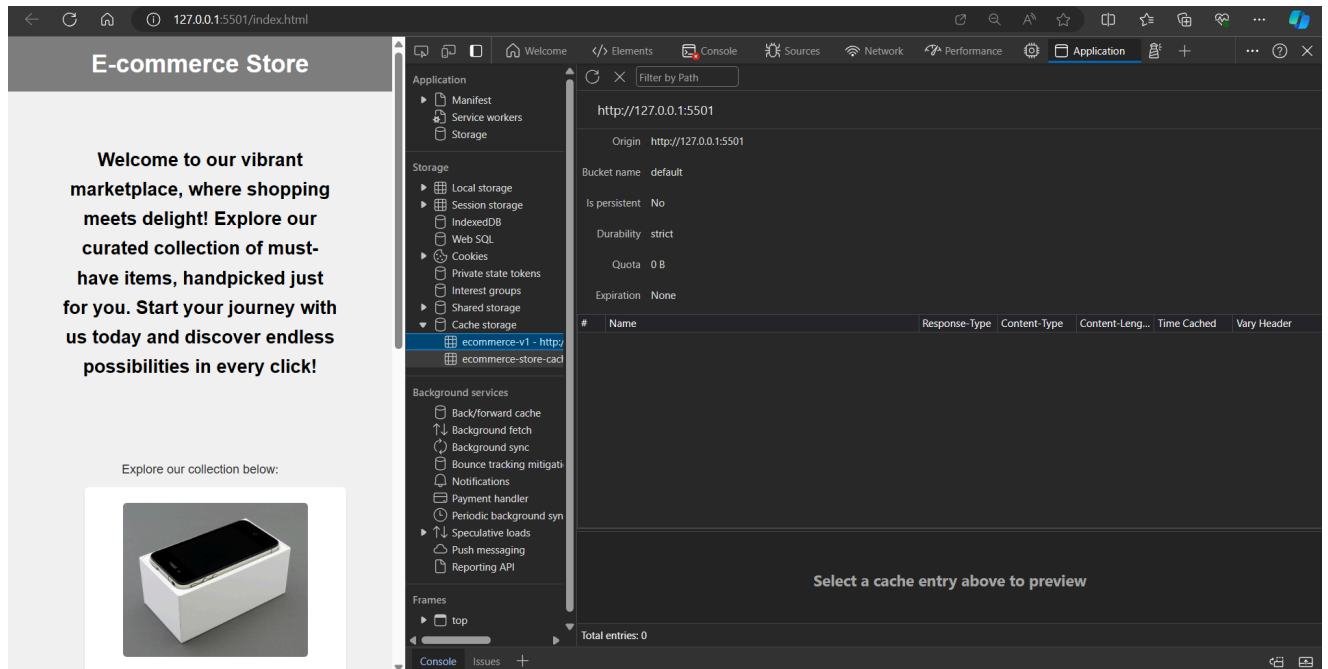 127.0.0.1:5501/index.html
E-commerce Store
Welcome to our vibrant
marketplace, where shopping
meets delight! Explore our
curated collection of must-
have items, handpicked just
for you. Start your journey with
us today and discover endless
possibilities in every click!
Explore our collection below:
Welcome
Elements
Console
Sources
Network
Performance
Application
Application
Manifest
Service workers
Storage
Storage
Local storage
Session storage
IndexedDB
Web SQL
Cookies
Private state tokens
Interest groups
Shared storage
Cache storage
ecommerce-v1 - http:/
ecommerce-store-cach
Background services
Back/forward cache
Background fetch
Background sync
Bounce tracking mitigati
Notifications
Payment handler
Periodic background syn
Speculative loads
Push messaging
Reporting API
Frames
top
Filter by Path
http://127.0.0.1:5501
Origin http://127.0.0.1:5501
Bucket name default
Is persistent No
Durability strict
Quota 0 B
Expiration None
# Name Response-Type Content-Type Content-Leng... Time Cached Vary Header
Select a cache entry above to preview
Total entries: 0
Console Issues